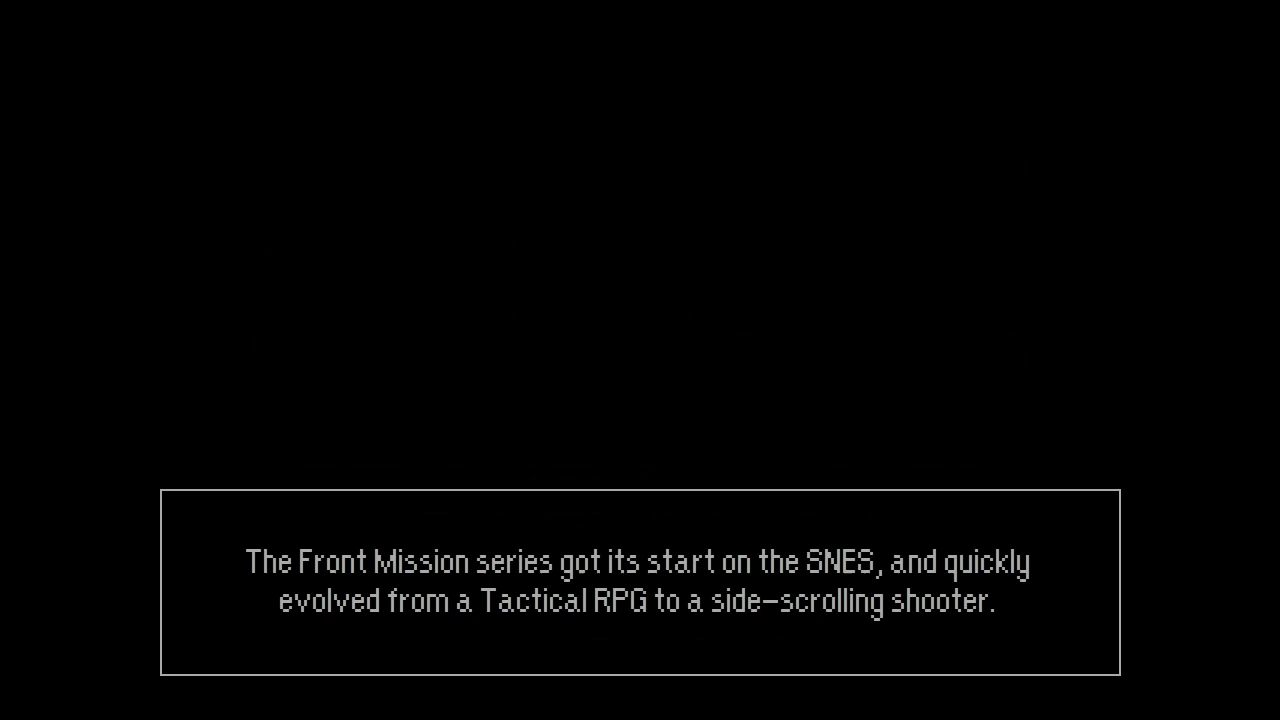 The Front Mission series got its start on the SNES, and quickly
evolved from a Tactical RPG to a side-scrolling shooter.